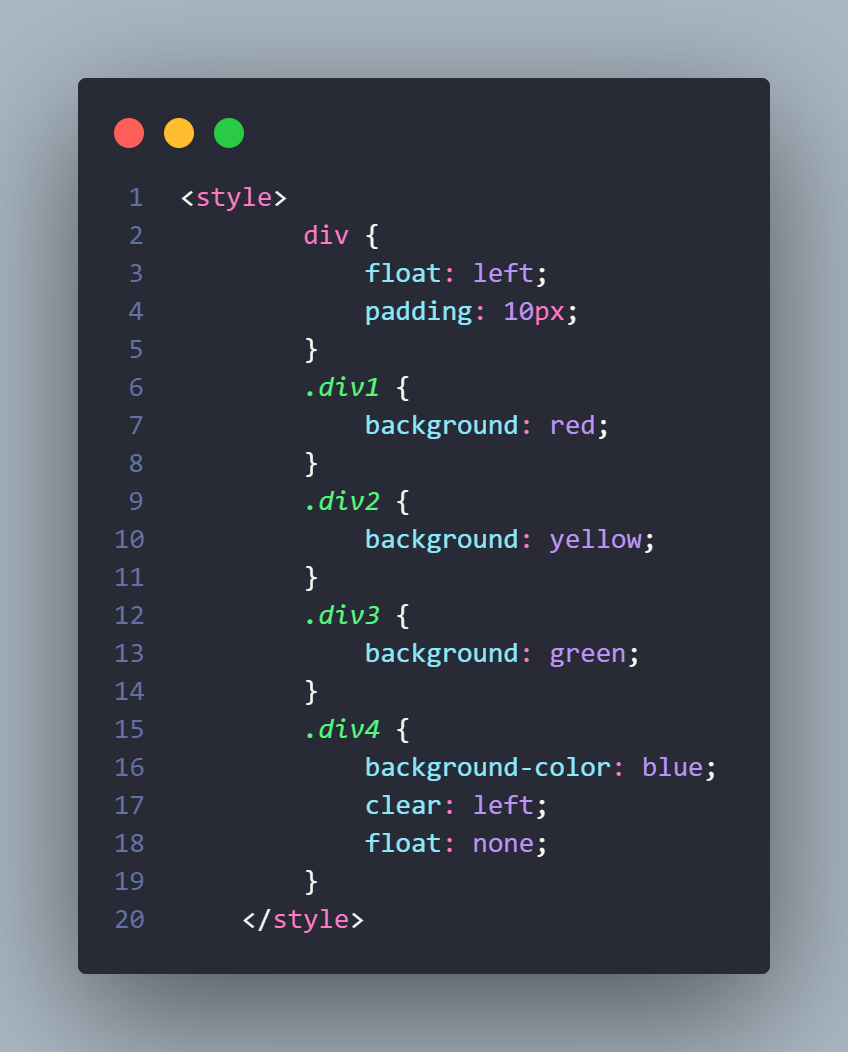 1 <style>
2 div {
3 float: left;
4 padding: 10px;
5 }
6 .div1 {
7 background: red;
8 }
9 .div2 {
10 background: yellow;
11 }
12 .div3 {
13 background: green;
14 }
15 .div4 {
16 background-color: blue;
17 clear: left;
18 float: none;
19 }
20 </style>